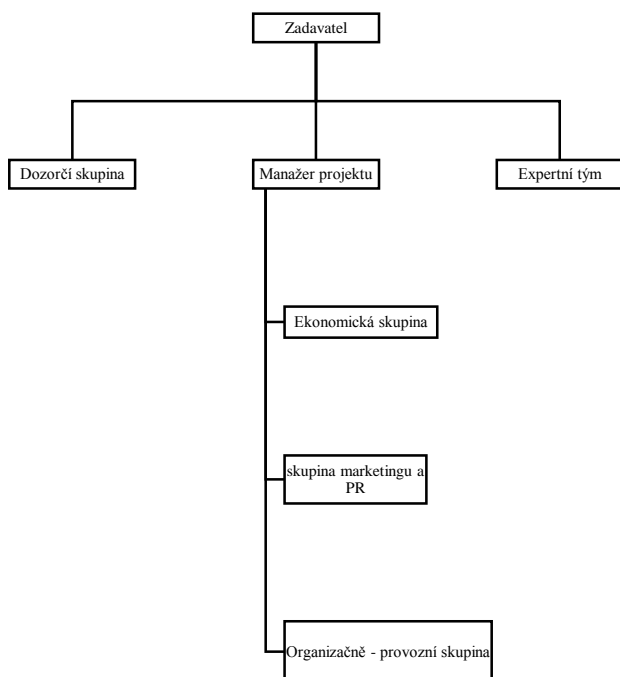 Zadavatel
Dozorčí skupina
Manažer projektu
Expertní tým
Ekonomická skupina
skupina marketingu a
PR
Organizačně - provozní skupina